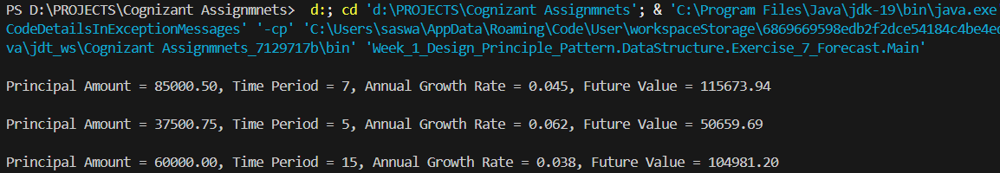 PS D:\PROJECTS\Cognizant Assignmnets>  d:; cd 'd:\PROJECTS\Cognizant Assignmnets'; & 'C:\Program Files\Java\jdk-19\bin\java.exe
CodeDetailsInExceptionMessages' '-cp' 'C:\Users\saswa\AppData\Roaming\Code\User\workspaceStorage\6869669598edb2f2dce54184c4be4ec
va\jdt_ws\Cognizant Assignmnets_7129717b\bin' 'Week_1_Design_Principle_Pattern.DataStructure.Exercise_7_Forecast.Main'
Principal Amount = 85000.50, Time Period = 7, Annual Growth Rate = 0.045, Future Value = 115673.94
Principal Amount = 37500.75, Time Period = 5, Annual Growth Rate = 0.062, Future Value = 50659.69
Principal Amount = 60000.00, Time Period = 15, Annual Growth Rate = 0.038, Future Value = 104981.20